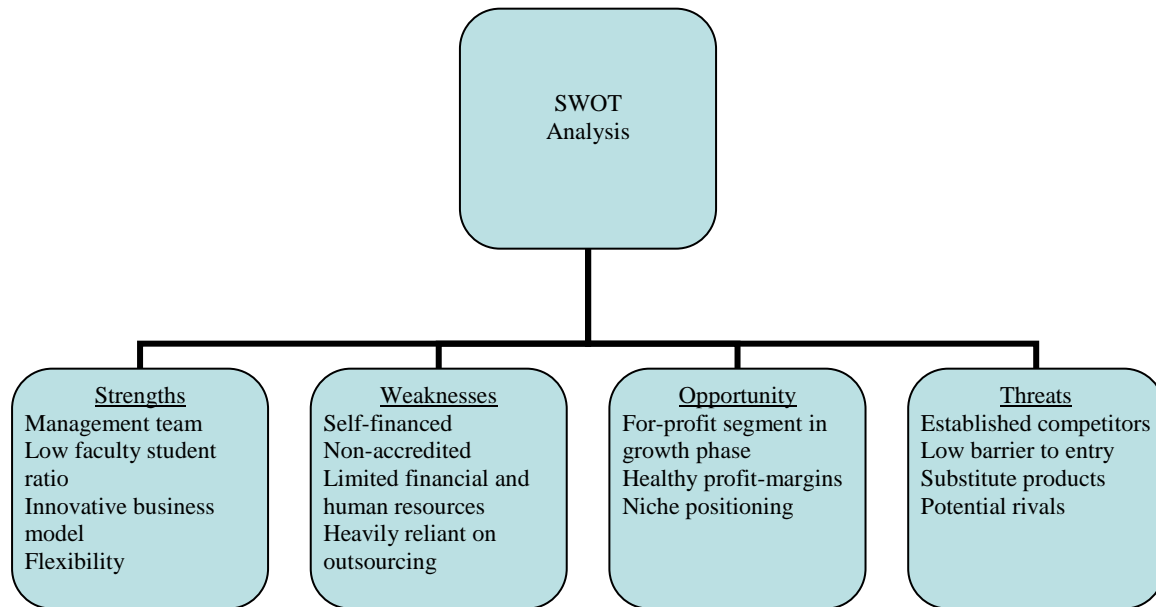 SWOT
Analysis
Strengths
Management team
Low faculty student
ratio
Innovative business
model
Flexibility
Weaknesses
Self-financed
Non-accredited
Limited financial and
human resources
Heavily reliant on
outsourcing
Opportunity
For-profit segment in
growth phase
Healthy profit-margins
Niche positioning
Threats
Established competitors
Low barrier to entry
Substitute products
Potential rivals